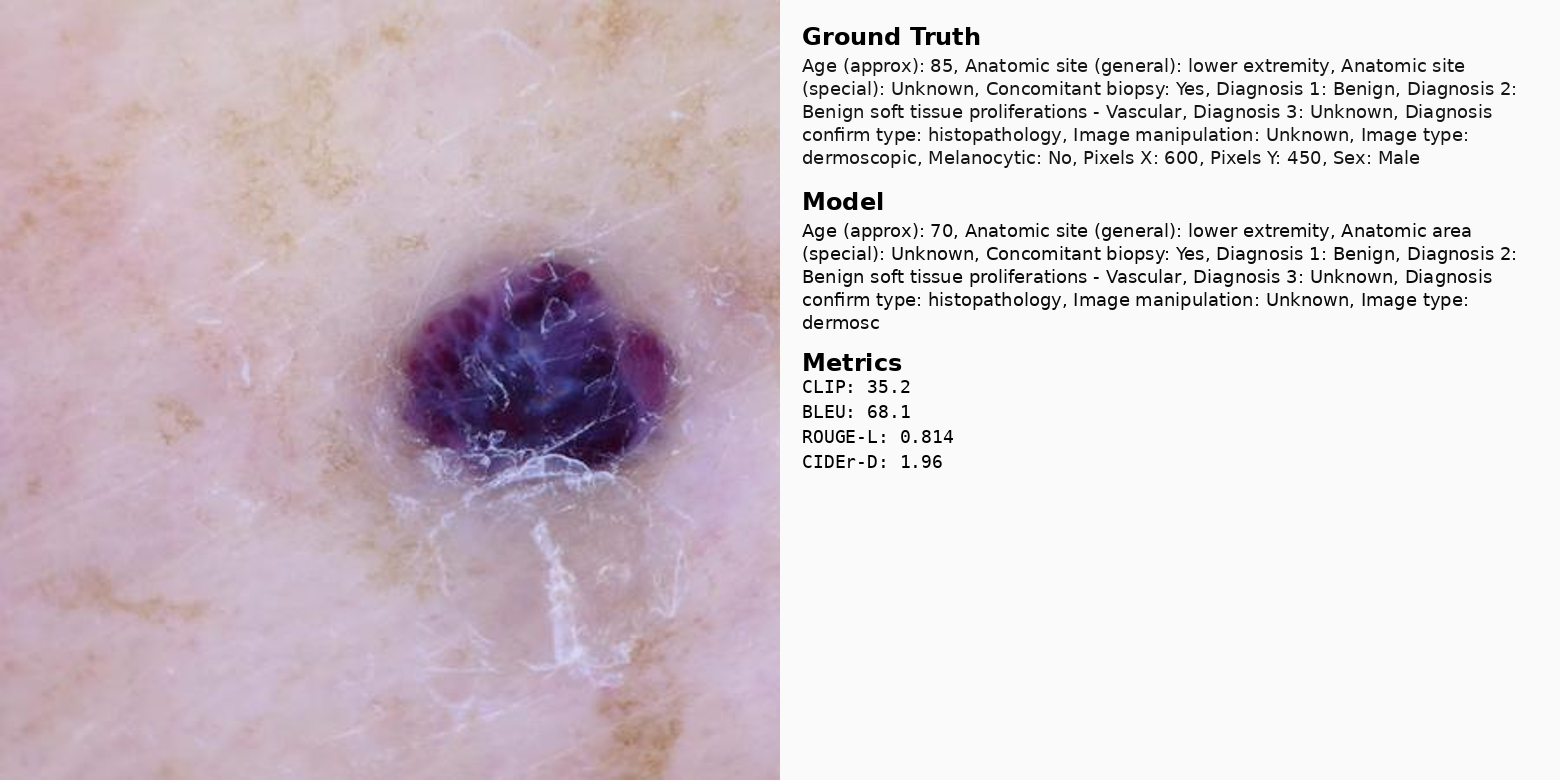 Ground Truth
Age (approx): 85, Anatomic site (general): lower extremity, Anatomic site
(special): Unknown, Concomitant biopsy: Yes, Diagnosis 1: Benign, Diagnosis 2:
Benign soft tissue proliferations - Vascular, Diagnosis 3: Unknown, Diagnosis
confirm type: histopathology, Image manipulation: Unknown, Image type:
dermoscopic, Melanocytic: No, Pixels X: 600, Pixels Y: 450, Sex: Male
Model
Age (approx): 70, Anatomic site (general): lower extremity, Anatomic area
(special): Unknown, Concomitant biopsy: Yes, Diagnosis 1: Benign, Diagnosis 2:
Benign soft tissue proliferations - Vascular, Diagnosis 3: Unknown, Diagnosis
confirm type: histopathology, Image manipulation: Unknown, Image type:
dermosc
Metrics
CLIP: 35.2
BLEU: 68.1
ROUGE-L: 0.814
CIDEr-D: 1.96